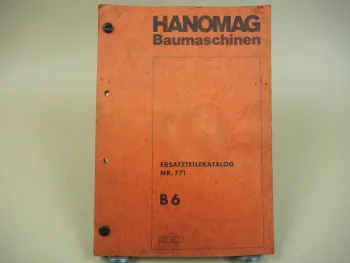 HANOMAG
Baumaschinen
ERSATZTEILEKATALOG
NR. 771
B 6